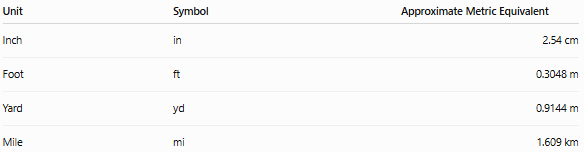 Unit Symbol Approximate Metric Equivalent
Inch in 2.54 cm
Foot ft 0.3048 m
Yard yd 0.9144 m
Mile mi 1.609 km